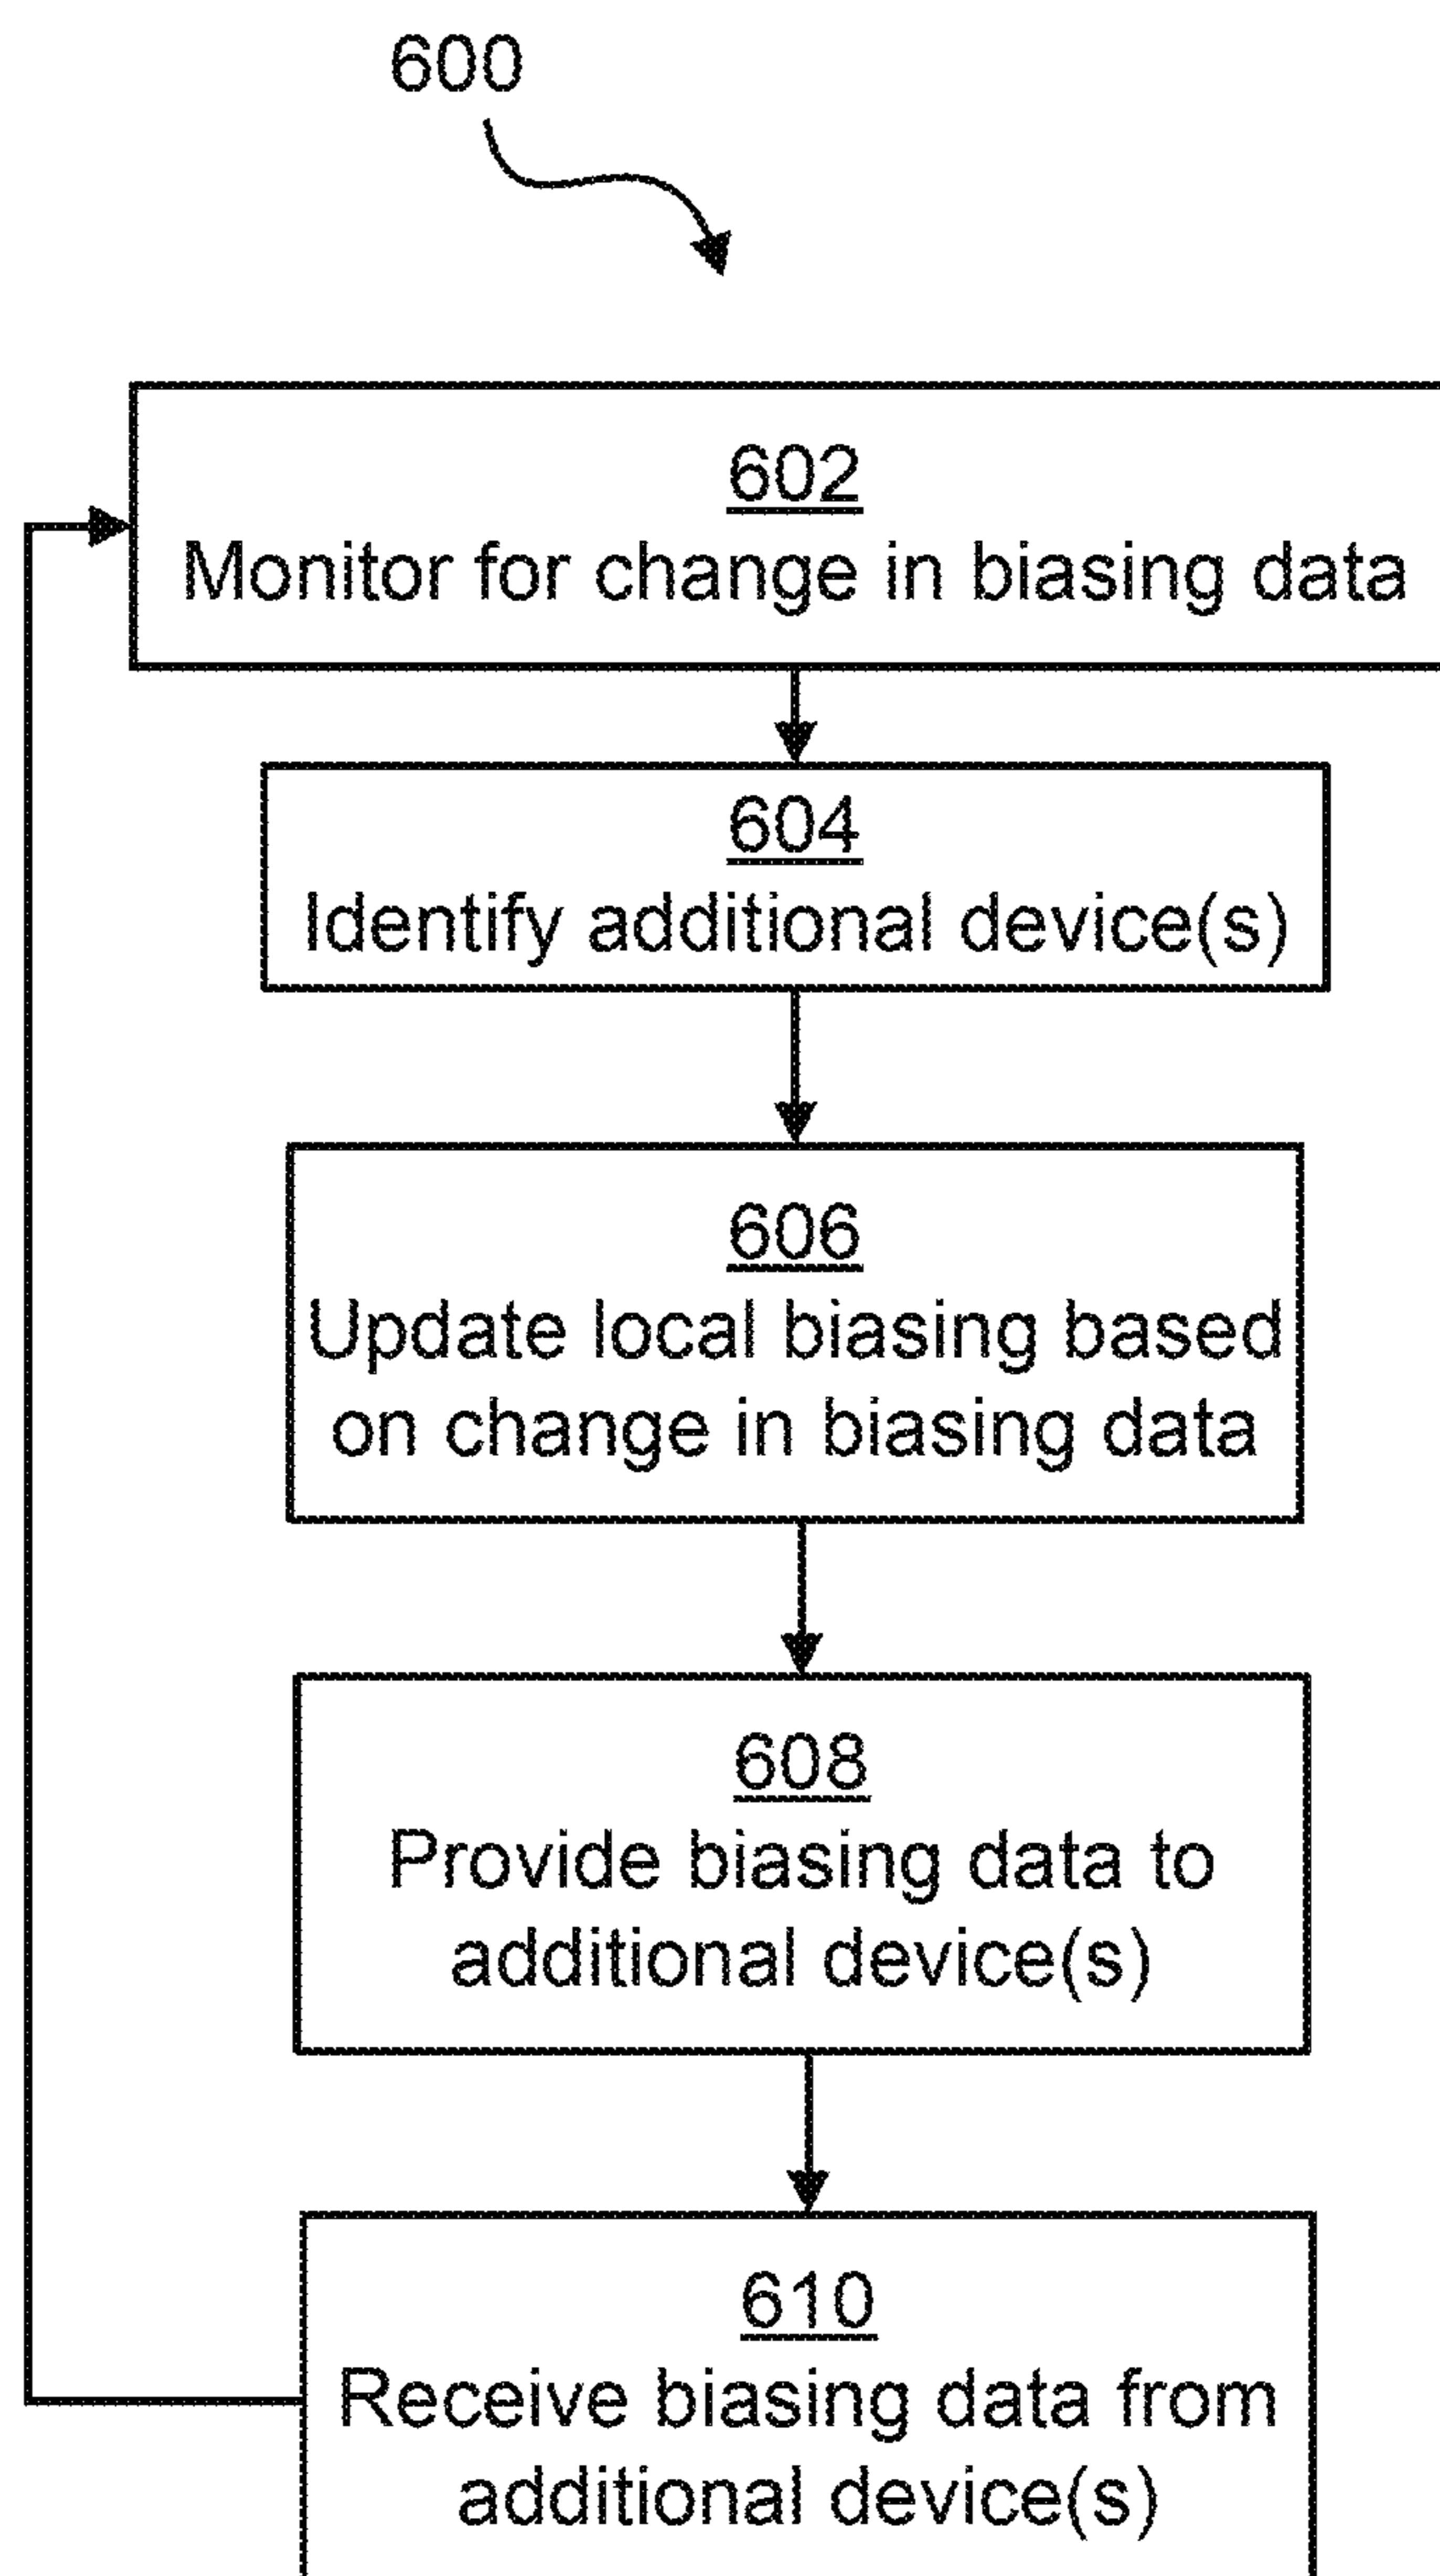 600
602
Monitor for change in biasing data
604
Identify additional device(s)
606
Update local biasing based
on change in biasing data
608
Provide biasing data to
additional device(s)
610
Receive biasing data from
additional device(s)